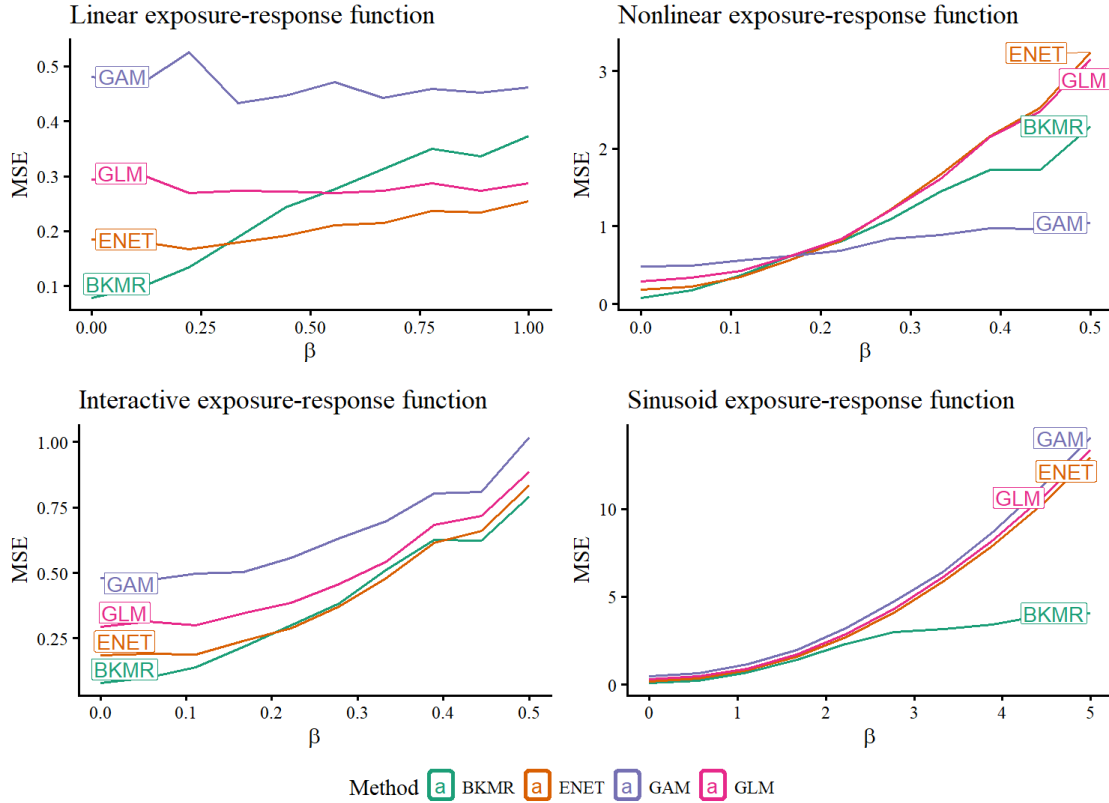 Linear exposure-response function
MSE
0.5
0.4
0.3
0.2
0.1
GAM
GLM
ENET
BKMR
0.00 0.25 0.50 0.75 1.00
β
Nonlinear exposure-response function
MSE
3
2
1
0
ENET
GLM
BKMR
GAM
0.0 0.1 0.2 0.3 0.4 0.5
β
Interactive exposure-response function
MSE
1.00
0.75
0.50
0.25
GAM
GLM
ENET
BKMR
0.0 0.1 0.2 0.3 0.4 0.5
β
Sinusoid exposure-response function
MSE
10
5
0
GAM
ENET
GLM
BKMR
0 1 2 3 4 5
β
Method a BKMR a ENET a GAM a GLM